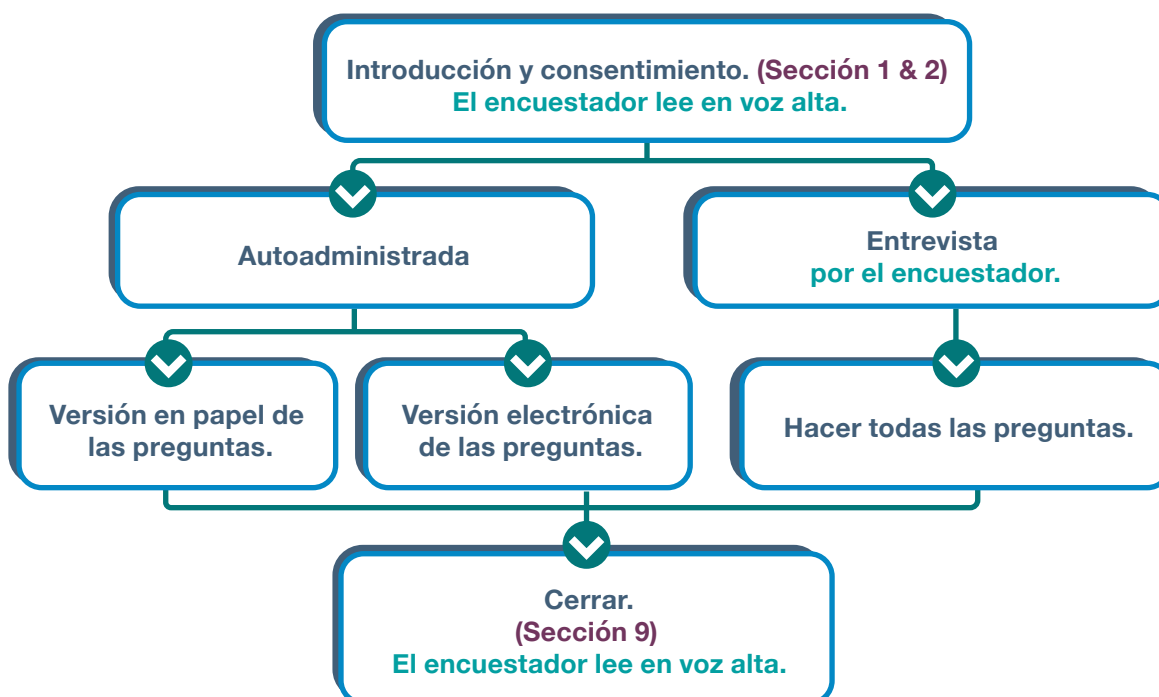 Introducción y consentimiento. (Sección 1 & 2)
El encuestador lee en voz alta.
Autoadministrada
Entrevista
por el encuestador.
Versión en papel de
las preguntas.
Versión electrónica
de las preguntas.
Hacer todas las preguntas.
Cerrar.
(Sección 9)
El encuestador lee en voz alta.